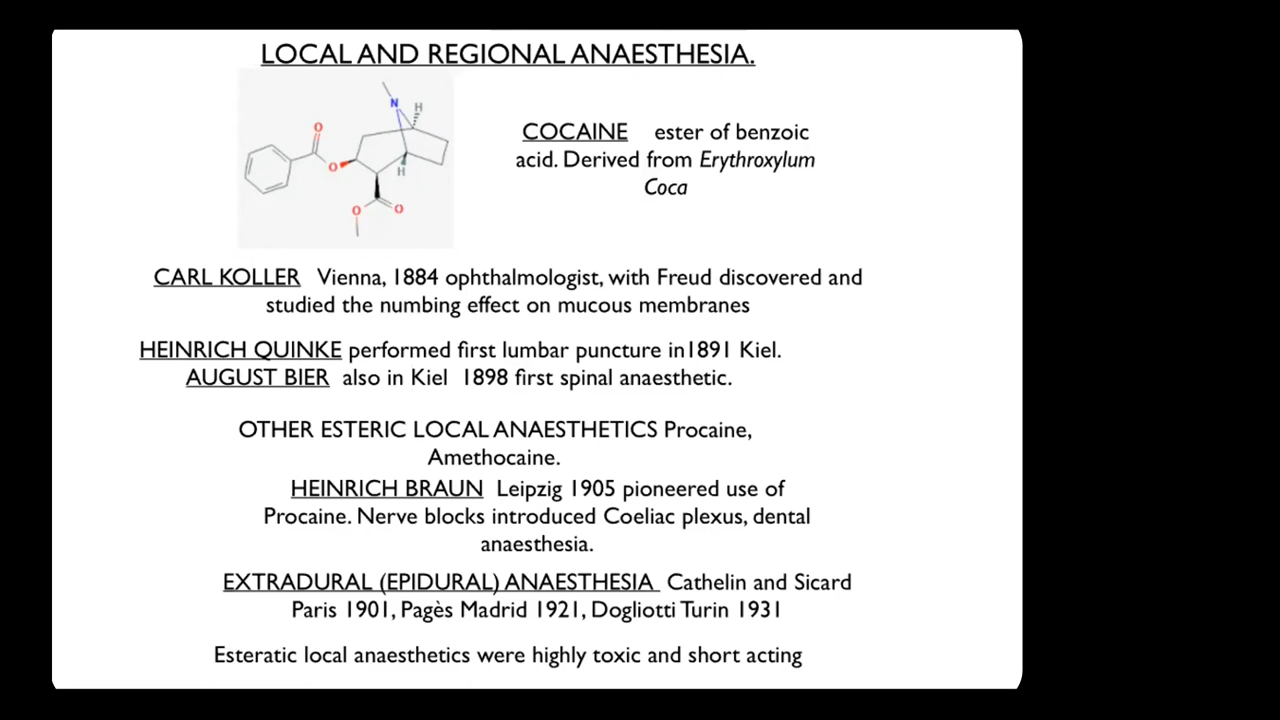 LOCAL AND REGIONAL ANAESTHESIA.
N
H
O
O
H
O
O
COCAINE ester of benzoic
acid. Derived from Erythroxylum
Coca
CARL KOLLER Vienna, 1884 ophthalmologist, with Freud discovered and
studied the numbing effect on mucous membranes
HEINRICH QUINKE performed first lumbar puncture in1891 Kiel.
AUGUST BIER also in Kiel 1898 first spinal anaesthetic.
OTHER ESTERIC LOCAL ANAESTHETICS Procaine,
Amethocaine.
HEINRICH BRAUN Leipzig 1905 pioneered use of
Procaine. Nerve blocks introduced Coeliac plexus, dental
anaesthesia.
EXTRADURAL (EPIDURAL) ANAESTHESIA Cathelin and Sicard
Paris 1901, Pagès Madrid 1921, Dogliotti Turin 1931
Esteratic local anaesthetics were highly toxic and short acting